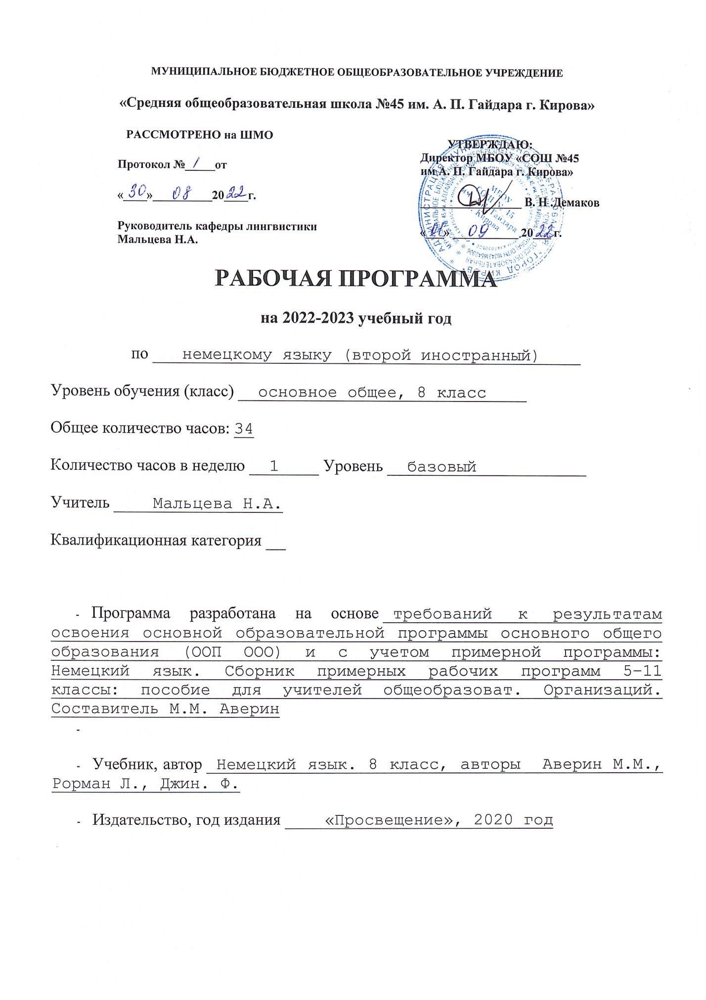 МУНИЦИПАЛЬНОЕ БЮДЖЕТНОЕ ОБЩЕОБРАЗОВАТЕЛЬНОЕ УЧРЕЖДЕНИЕ
«Средняя общеобразовательная школа №45 им. А. П. Гайдара г. Кирова»
РАССМОТРЕНО на ШМО
Протокол № 1 от
«30» 08 2022 г.
Руководитель кафедры лингвистики
Мальцева Н.А.
УТВЕРЖДАЮ:
Директор МБОУ «СОШ №45
им А. П. Гайдара г. Кирова»
В. Н .Демаков
«01» 09 .2022 г.
РАБОЧАЯ ПРОГРАММА
на 2022-2023 учебный год
по немецкому языку (второй иностранный)
Уровень обучения (класс) основное общее, 8 класс
Общее количество часов: 34
Количество часов в неделю 1 Уровень базовый
Учитель Мальцева Н.А.
Квалификационная категория
- Программа разработана на основе требований к результатам
освоения основной образовательной программы основного общего
образования (ООП ООО) и с учетом примерной программы:
Немецкий язык. Сборник примерных рабочих программ 5–11
классы: пособие для учителей общеобразоват. Организаций.
Составитель М.М. Аверин
-
- Учебник, автор Немецкий язык. 8 класс, авторы Аверин М.М.,
Рорман Л., Джин. Ф.
- Издательство, год издания «Просвещение», 2020 год